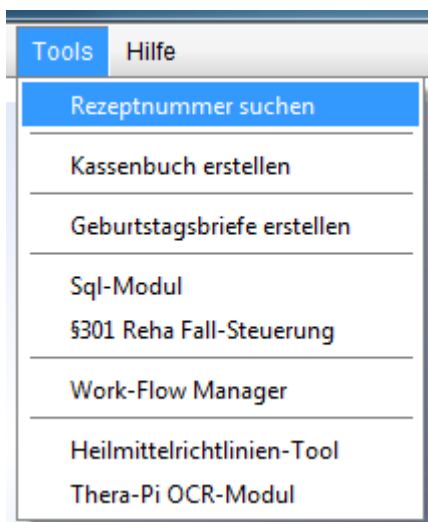 Tools Hilfe
Rezeptnummer suchen
Kassenbuch erstellen
Geburtstagsbriefe erstellen
Sql-Modul
§301 Reha Fall-Steuerung
Work-Flow Manager
Heilmittelrichtlinien-Tool
Thera-Pi OCR-Modul